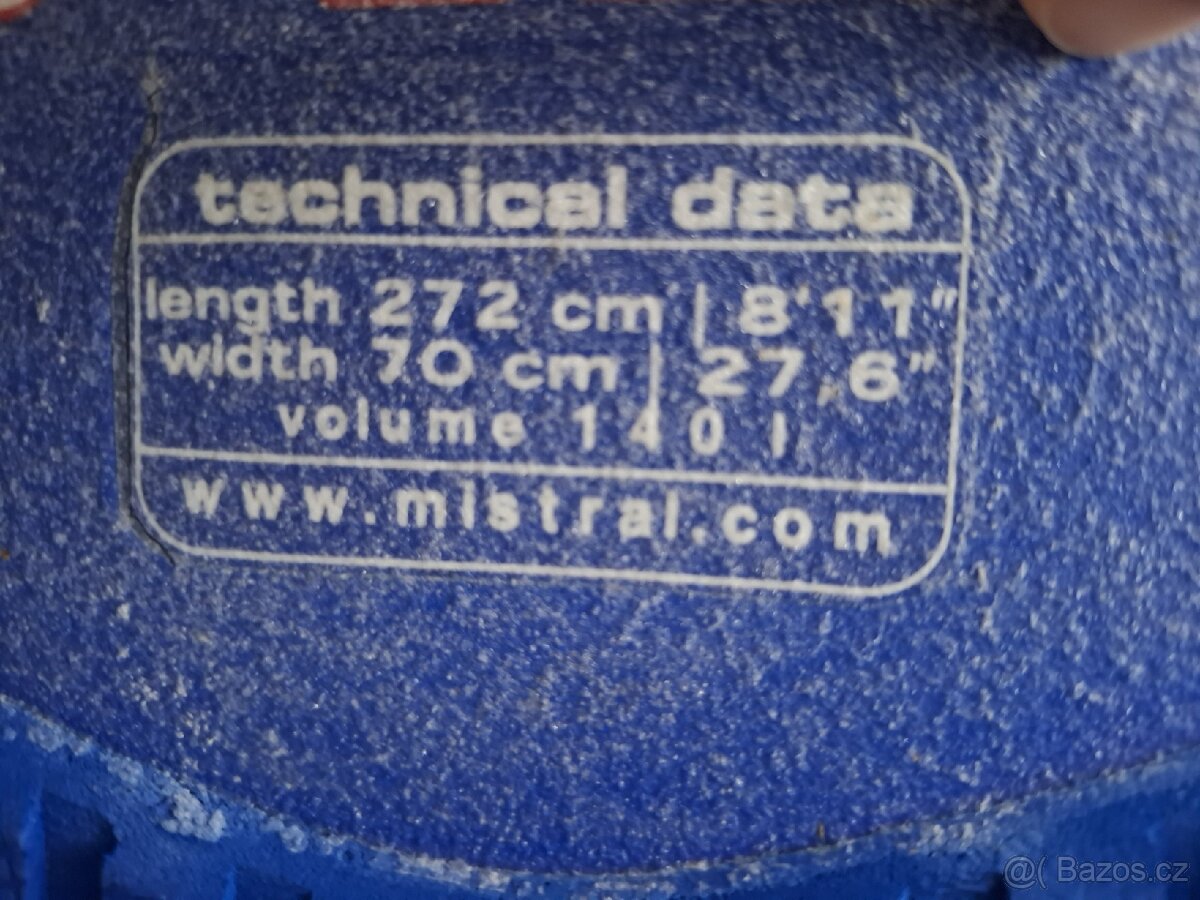 technical data
length 272 cm | 8'11"
width 70 cm | 27,6"
volume 140 l
www.mistral.com
@( Bazos.cz